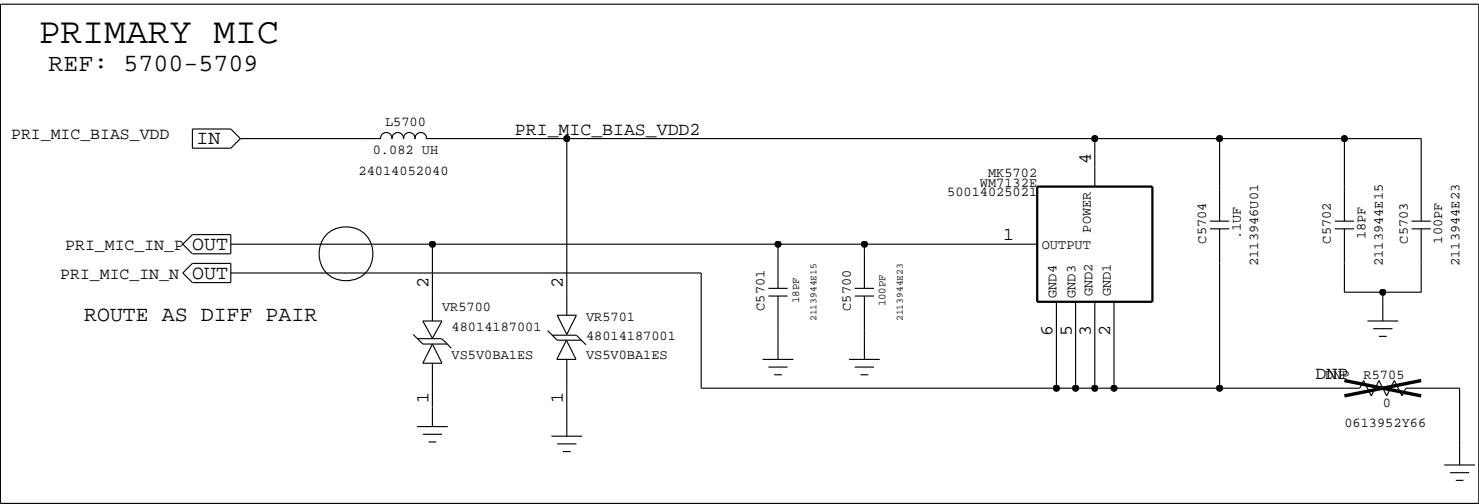 PRIMARY MIC
REF: 5700-5709
PRI_MIC_BIAS_VDD
IN
L5700
0.082 UH
24014052040
PRI_MIC_BIAS_VDD2
MK5702
WM7132E
50014025021
4
POWER
1
OUTPUT
GND4
GND3
GND2
GND1
6
5
3
2
C5704
.1UF
2113946U01
C5702
18PF
2113944E15
C5703
100PF
2113944E23
PRI_MIC_IN_P
OUT
PRI_MIC_IN_N
OUT
ROUTE AS DIFF PAIR
2
VR5700
48014187001
VS5V0BA1ES
1
2
VR5701
48014187001
VS5V0BA1ES
1
C5701
18PF
2113944E15
C5700
100PF
2113944E23
DNP
R5705
0
0613952Y66